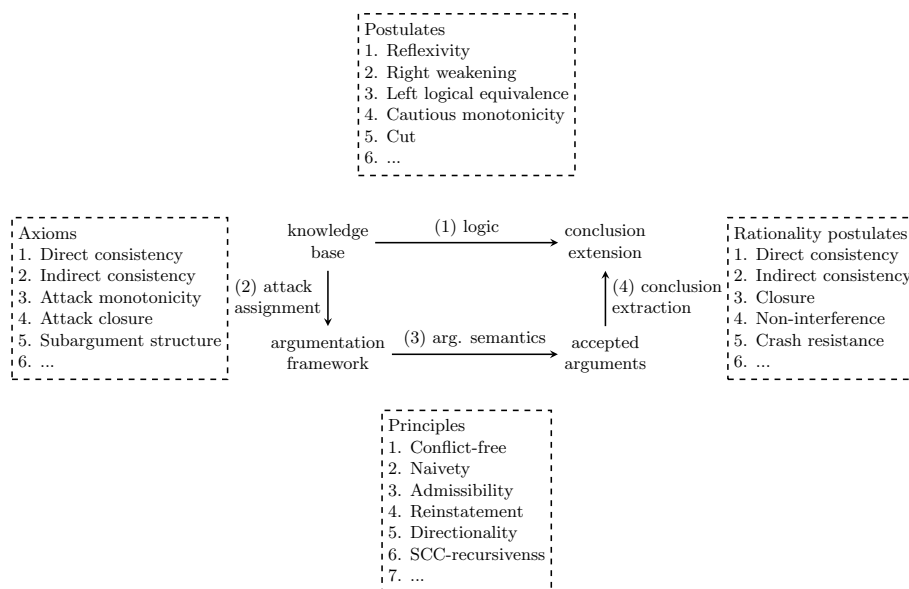 Postulates
1. Reflexivity
2. Right weakening
3. Left logical equivalence
4. Cautious monotonicity
5. Cut
6. ...
Axioms
1. Direct consistency
2. Indirect consistency
3. Attack monotonicity
4. Attack closure
5. Subargument structure
6. ...
knowledge
base
(1) logic
conclusion
extension
(2) attack
assignment
(4) conclusion
extraction
argumentation
framework
(3) arg. semantics
accepted
arguments
Rationality postulates
1. Direct consistency
2. Indirect consistency
3. Closure
4. Non-interference
5. Crash resistance
6. ...
Principles
1. Conflict-free
2. Naivety
3. Admissibility
4. Reinstatement
5. Directionality
6. SCC-recursivenss
7. ...